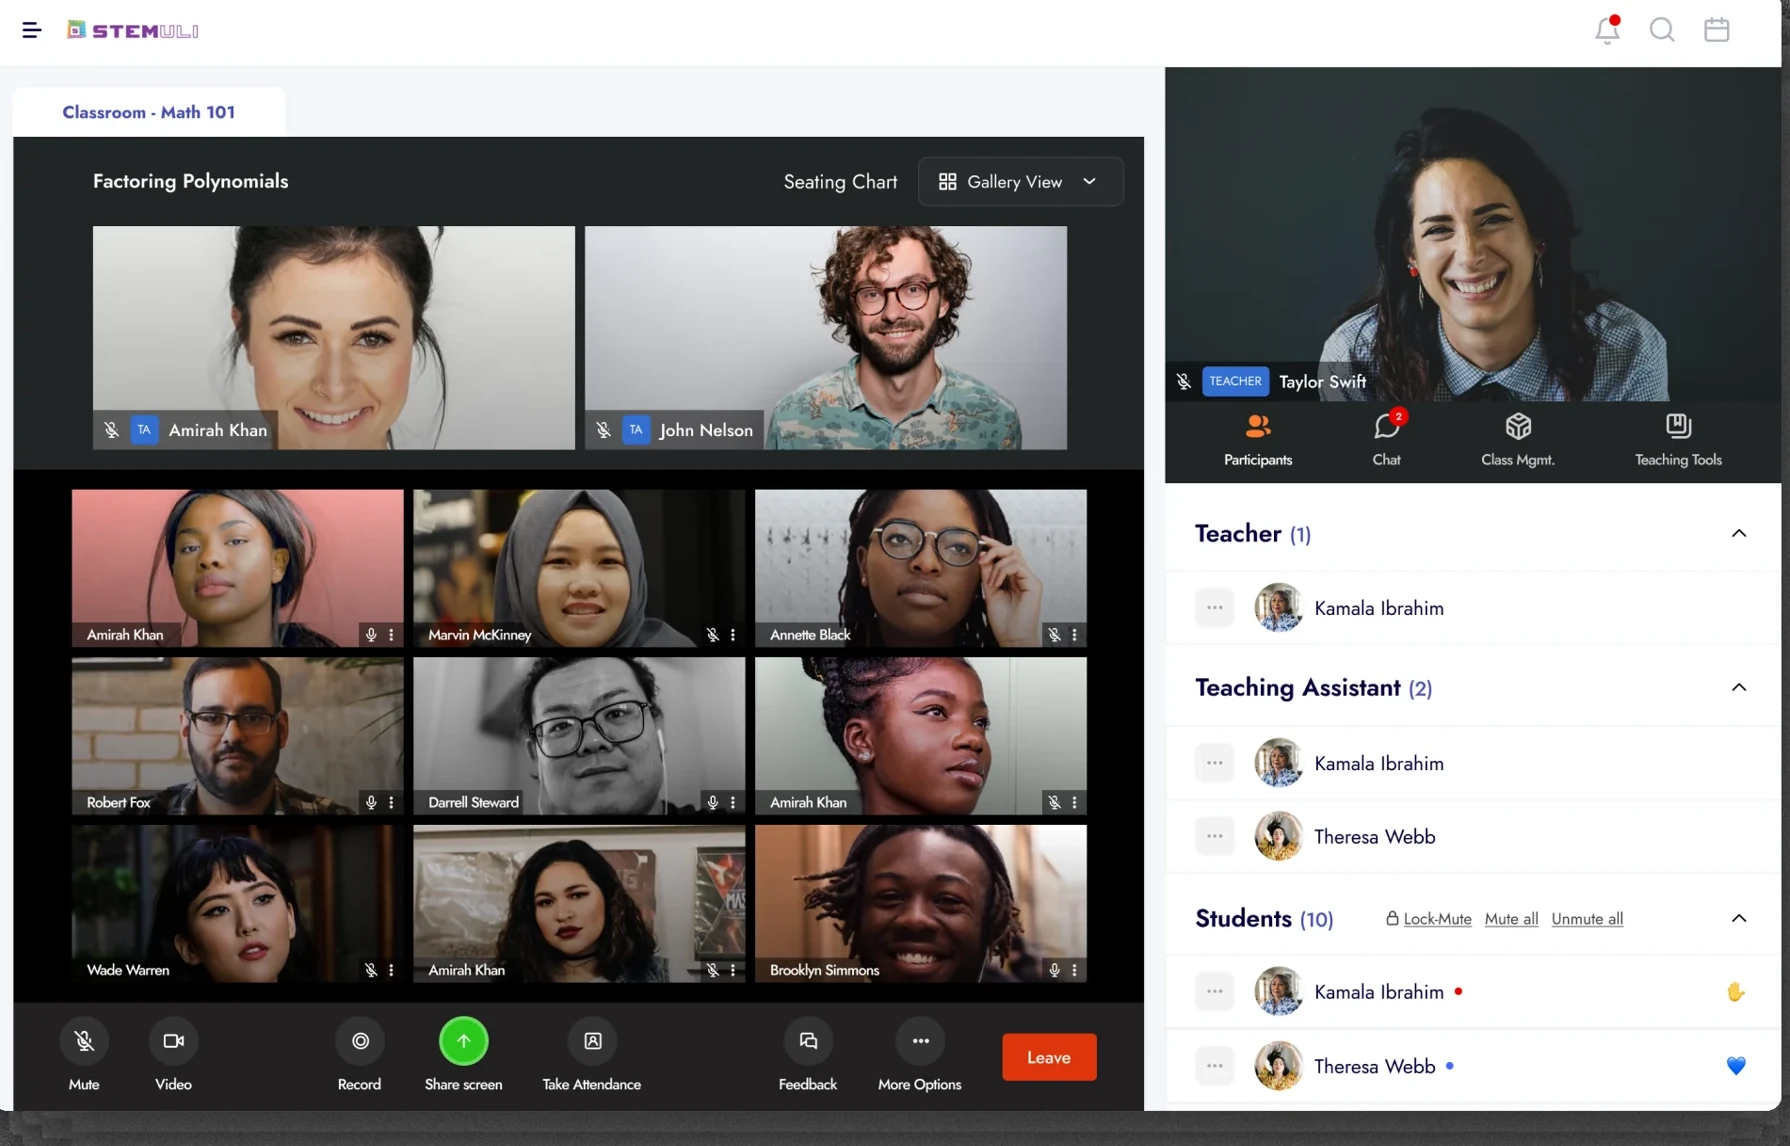 STEMULI
Classroom - Math 101
Factoring Polynomials
Seating Chart
Gallery View
TA Amirah Khan
TA John Nelson
TEACHER Taylor Swift
Participants
2
Chat
Class Mgmt.
Teaching Tools
Amirah Khan
Marvin McKinney
Annette Black
Robert Fox
Darrell Steward
Amirah Khan
Wade Warren
Amirah Khan
Brooklyn Simmons
Mute
Video
Record
Share screen
Take Attendance
Feedback
More Options
Leave
Teacher (1)
Kamala Ibrahim
Teaching Assistant (2)
Kamala Ibrahim
Theresa Webb
Students (10)
Lock-Mute Mute all Unmute all
Kamala Ibrahim
Theresa Webb